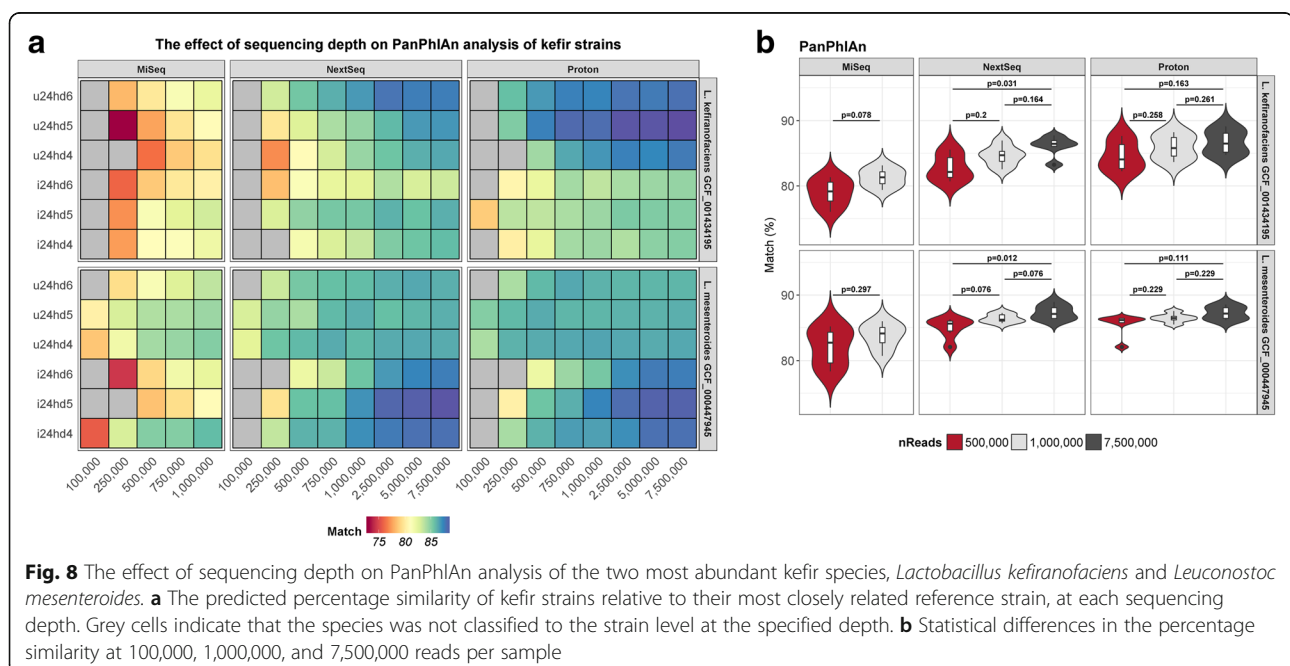 a
The effect of sequencing depth on PanPhlAn analysis of kefir strains
MiSeq NextSeq Proton
u24hd6
u24hd5
u24hd4
i24hd6
i24hd5
i24hd4
L. kefiranofaciens GCF_001434195
u24hd6
u24hd5
u24hd4
i24hd6
i24hd5
i24hd4
L. mesenteroides GCF_000447945
100,000 250,000 500,000 750,000 1,000,000 100,000 250,000 500,000 750,000 1,000,000 2,500,000 5,000,000 7,500,000 100,000 250,000 500,000 750,000 1,000,000 2,500,000 5,000,000 7,500,000
Match 75 80 85
b
PanPhlAn
MiSeq NextSeq Proton
Match (%)
90
80
p=0.078
p=0.031
p=0.164
p=0.2
p=0.163
p=0.261
p=0.258
L. kefiranofaciens GCF_001434195
90
80
p=0.297
p=0.012
p=0.076
p=0.076
p=0.111
p=0.229
p=0.229
L. mesenteroides GCF_000447945
nReads 500,000 1,000,000 7,500,000
Fig. 8 The effect of sequencing depth on PanPhlAn analysis of the two most abundant kefir species, Lactobacillus kefiranofaciens and Leuconostoc
mesenteroides. a The predicted percentage similarity of kefir strains relative to their most closely related reference strain, at each sequencing
depth. Grey cells indicate that the species was not classified to the strain level at the specified depth. b Statistical differences in the percentage
similarity at 100,000, 1,000,000, and 7,500,000 reads per sample